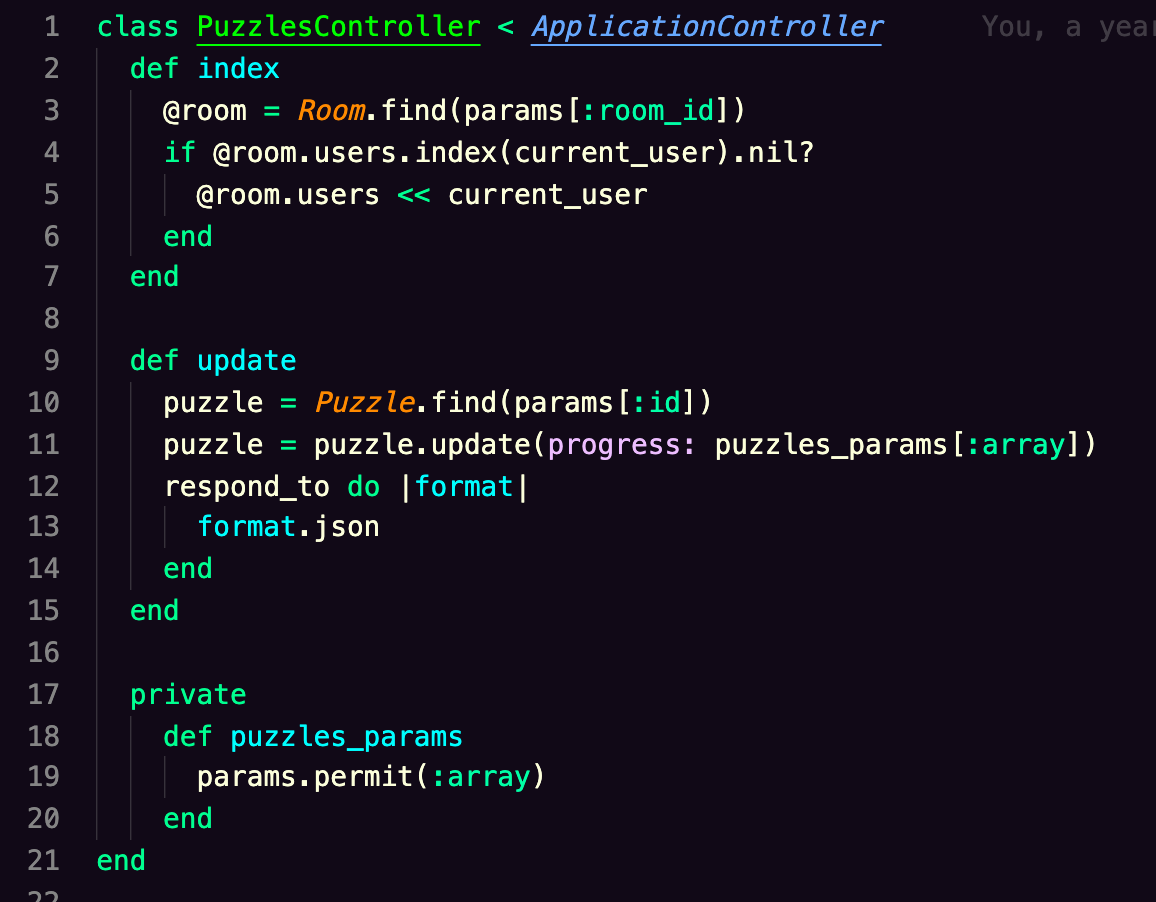 1 class PuzzlesController < ApplicationController You, a year
2 def index
3 @room = Room.find(params[:room_id])
4 if @room.users.index(current_user).nil?
5 @room.users << current_user
6 end
7 end
8
9 def update
10 puzzle = Puzzle.find(params[:id])
11 puzzle = puzzle.update(progress: puzzles_params[:array])
12 respond_to do |format|
13 format.json
14 end
15 end
16
17 private
18 def puzzles_params
19 params.permit(:array)
20 end
21 end
22